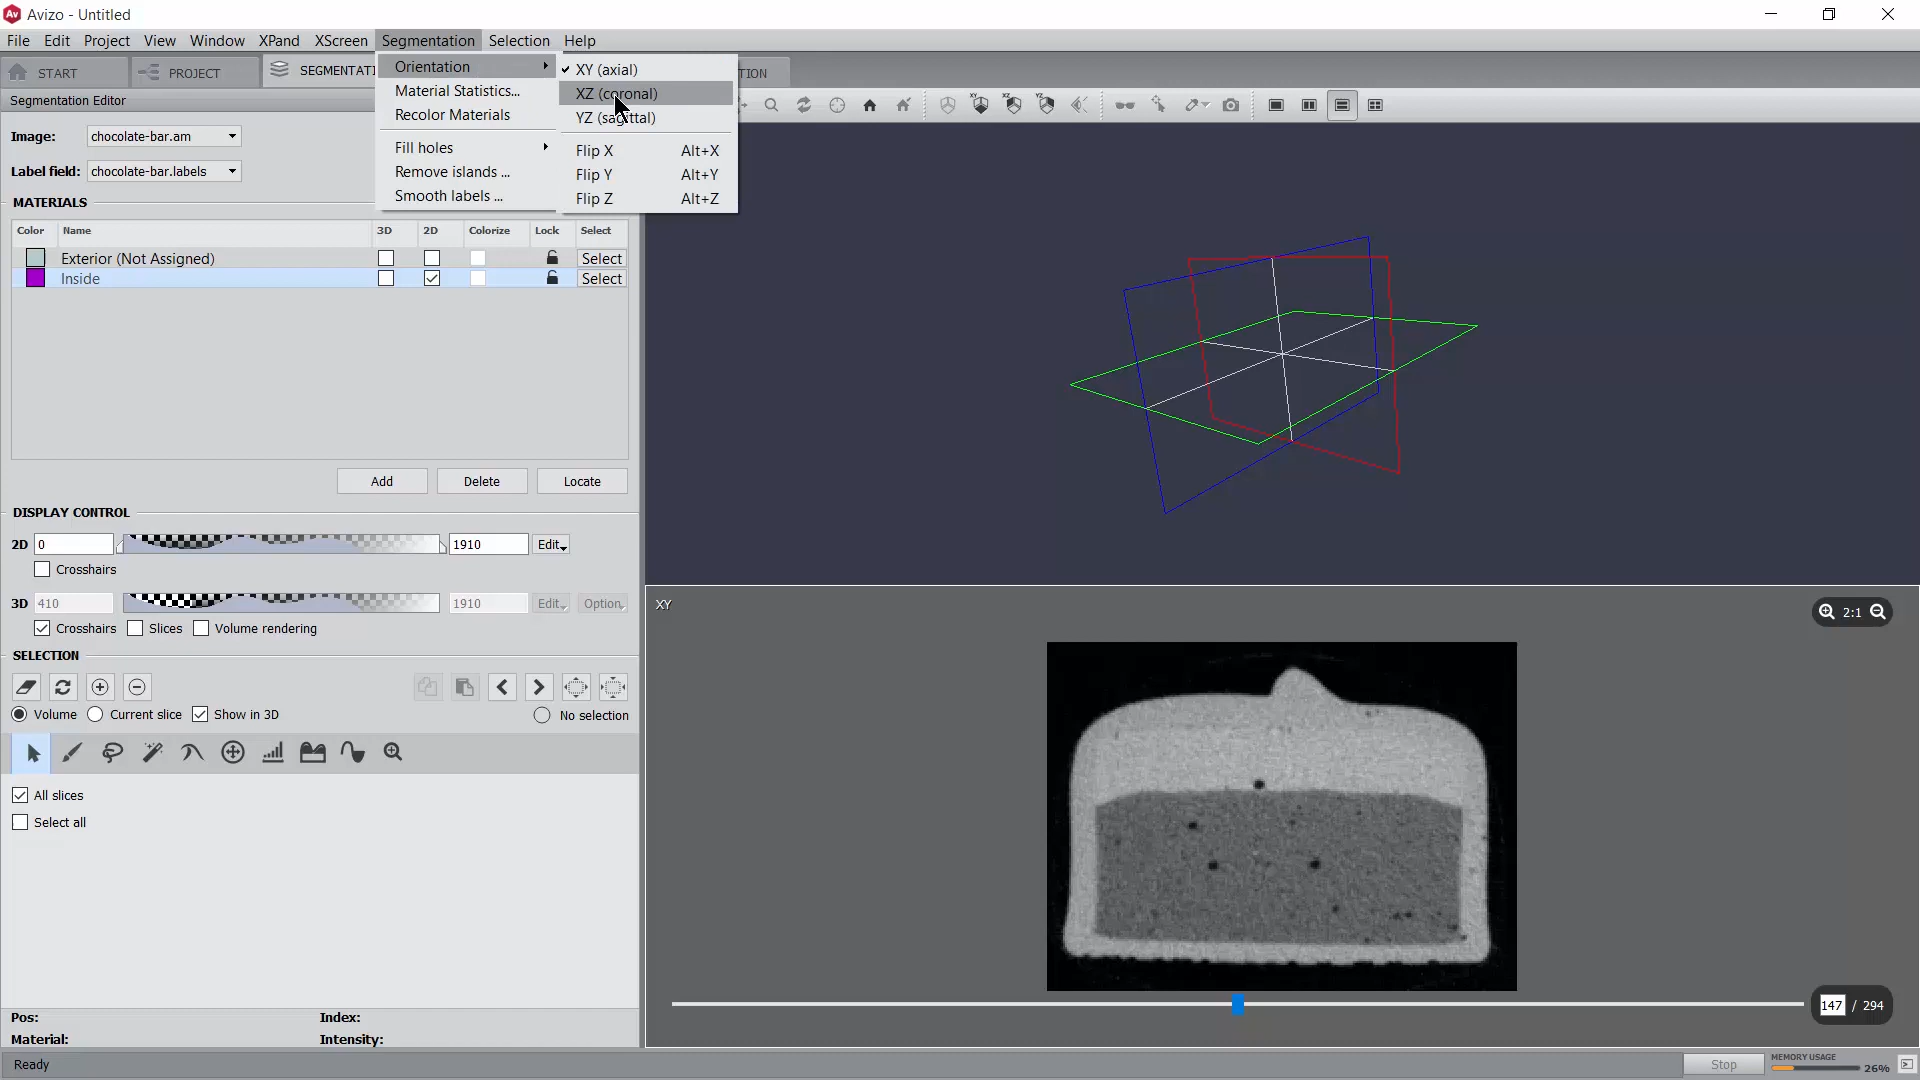 Avizo - Untitled
File Edit Project View Window XPand XScreen Segmentation Selection Help
START PROJECT SEGMENTATI TION
Segmentation Editor
Image: chocolate-bar.am
Label field: chocolate-bar.labels
Orientation
Material Statistics...
Recolor Materials
Fill holes
Remove islands ...
Smooth labels ...
XY (axial)
XZ (coronal)
YZ (sagittal)
Flip X Alt+X
Flip Y Alt+Y
Flip Z Alt+Z
XY XZ YZ
MATERIALS
Color Name 3D 2D Colorize Lock Select
Exterior (Not Assigned) Select
Inside Select
Add Delete Locate
DISPLAY CONTROL
2D 0 1910 Edit
Crosshairs
3D 410 1910 Edit Option
Crosshairs Slices Volume rendering
SELECTION
Volume Current slice Show in 3D No selection
All slices
Select all
Pos: Index:
Material: Intensity:
XY
2:1
147 / 294
Ready Stop MEMORY USAGE 26%